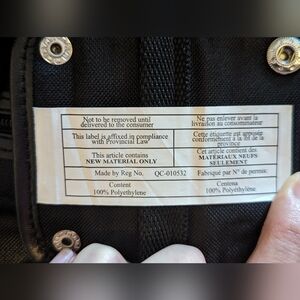 Not to be removed until
delivered to the consumer
Ne pas enlever avant la
livraison au consommateur
This label is affixed in compliance
with Provincial Law
Cette étiquette est apposée
conformément à la loi de la
province
This article contains
NEW MATERIAL ONLY
Cet article contient des
MATÉRIAUX NEUFS
SEULEMENT
Made by Reg No.
QC-010532
Fabriqué par Nº de permis:
Content
100% Polyéthylène
Contenu
100% Polyéthylène